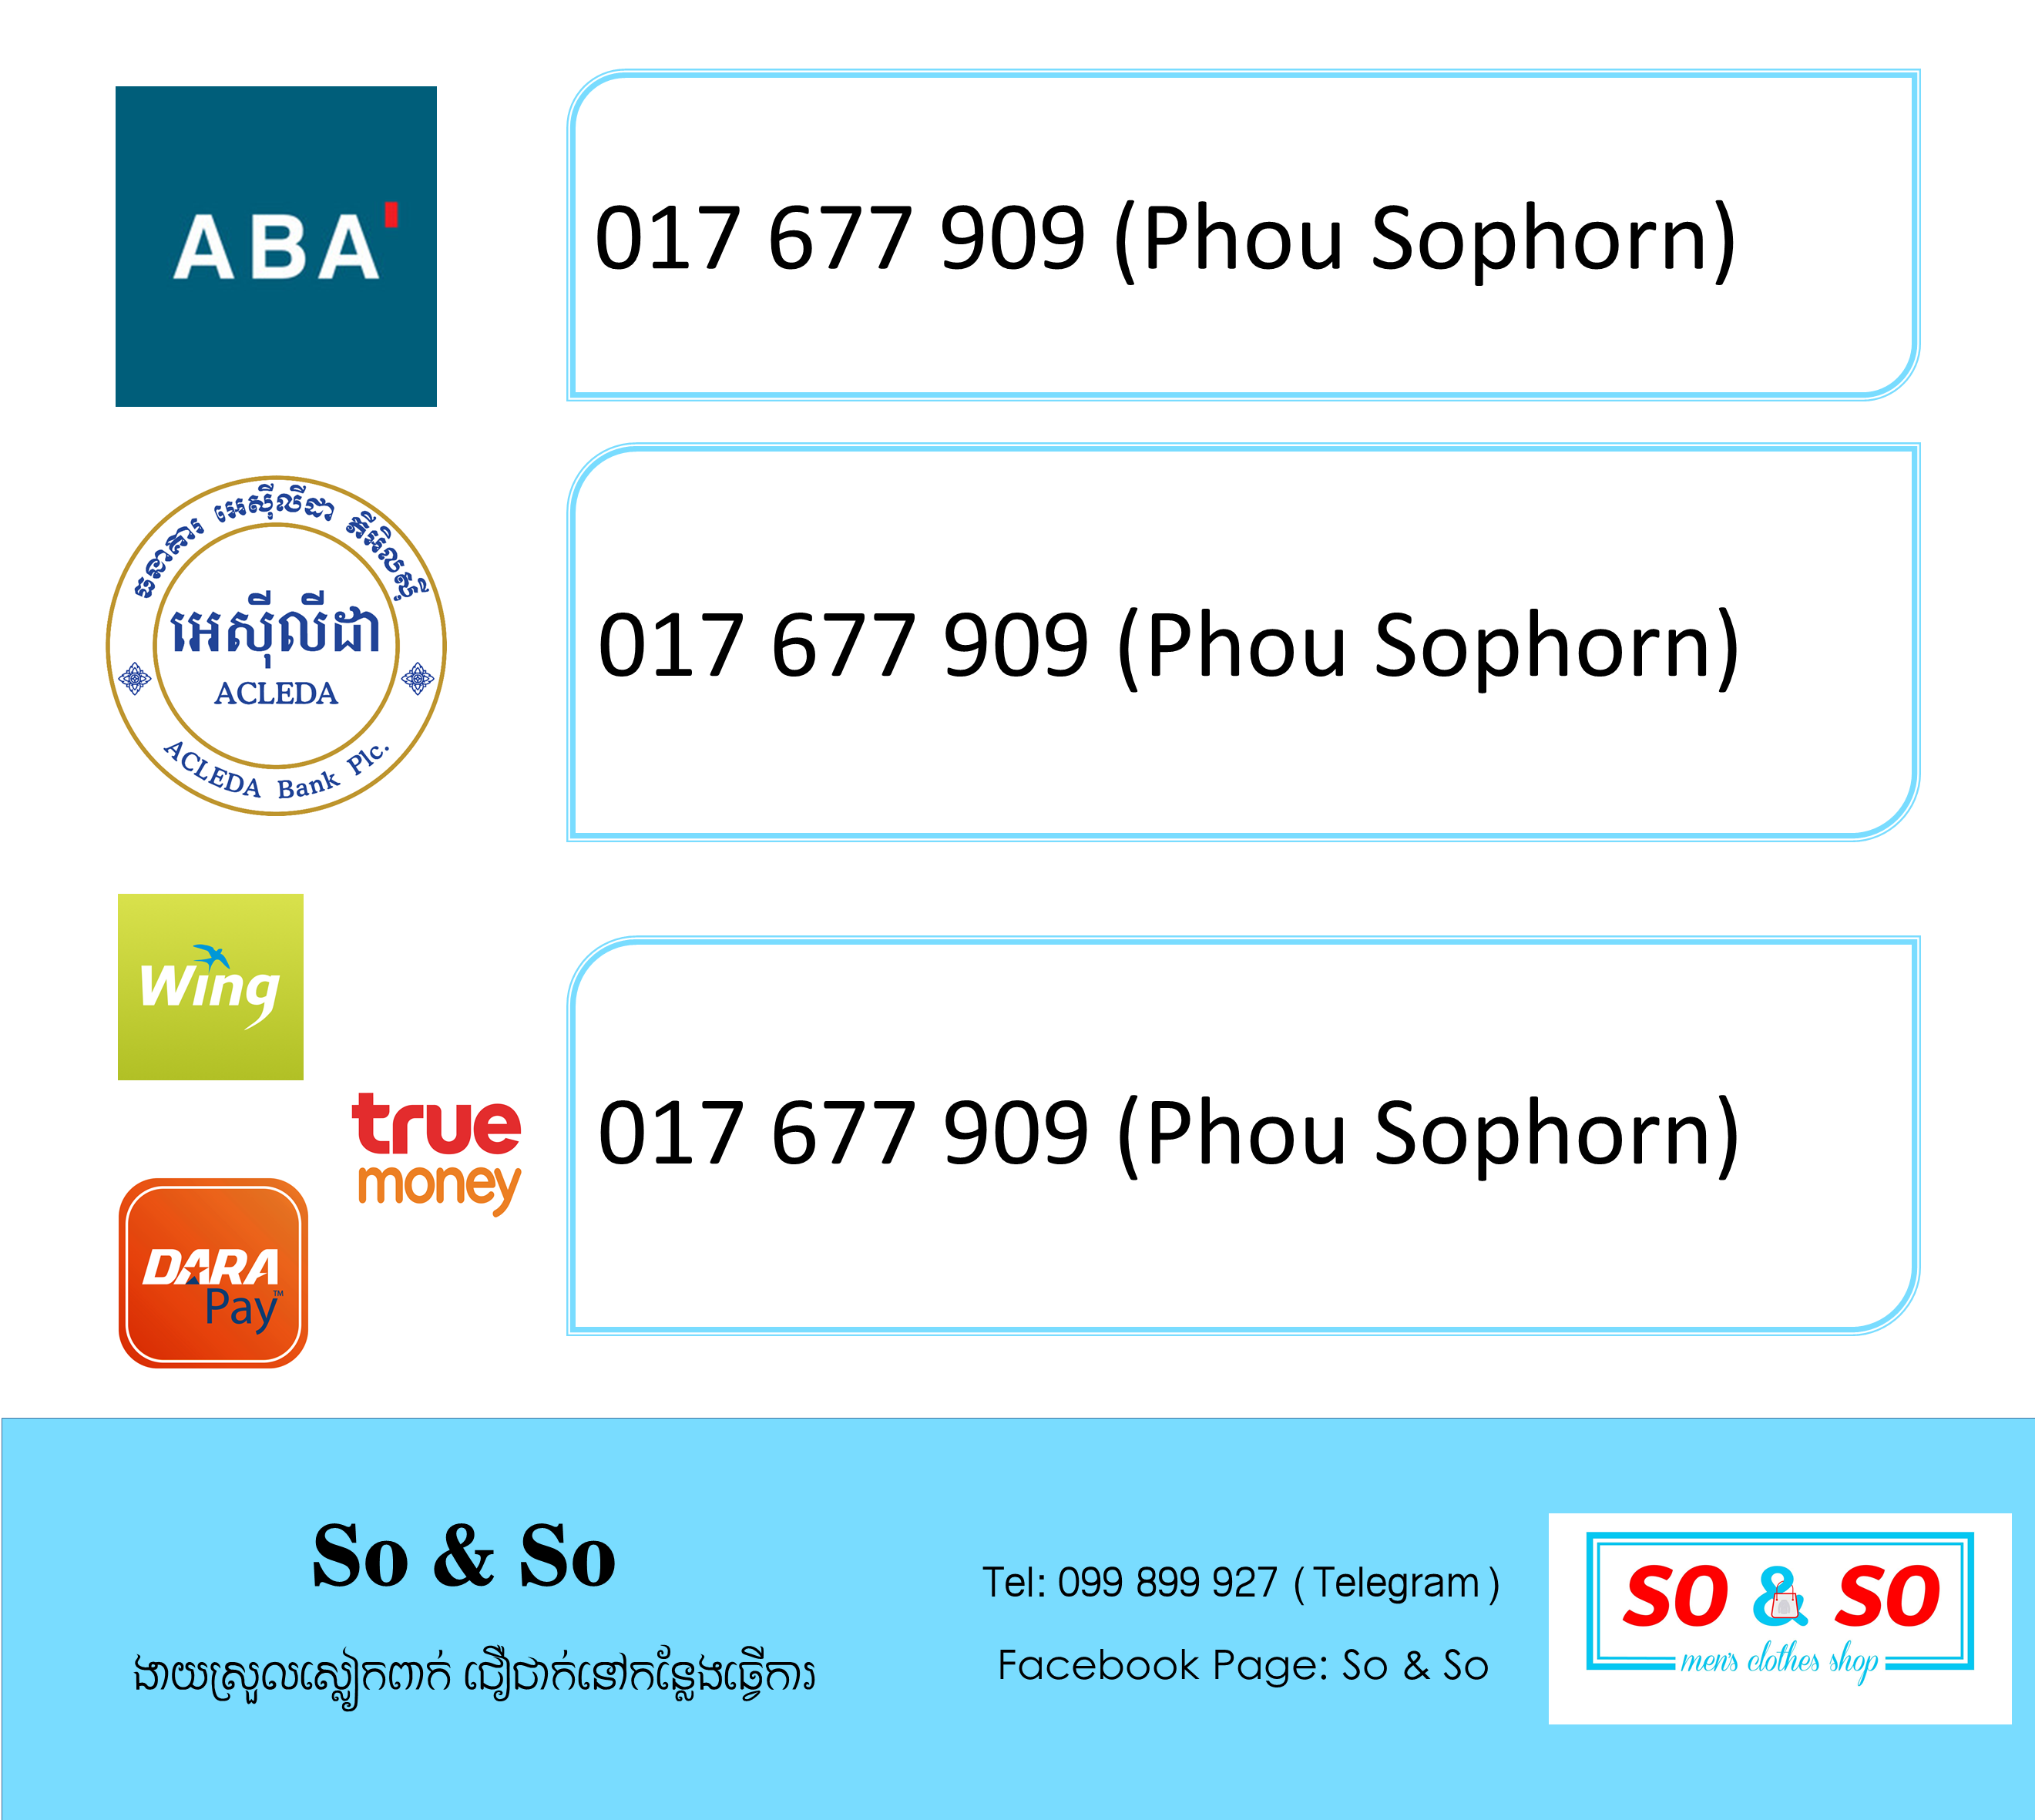 ABA'
017 677 909 (Phou Sophorn)
ធនាគារ អេស៊ីលីដា ភីអិលស៊ី
អេស៊ីលីដា
ACLEDA
ACLEDA Bank Plc.
017 677 909 (Phou Sophorn)
Wing
true
money
017 677 909 (Phou Sophorn)
DARA
Pay™
So & So
ងាយស្រួលស្លៀកពាក់ ជឿជាក់នៅកន្លែងធ្វើការ
Tel: 099 899 927 ( Telegram )
Facebook Page: So & So
SO & SO
men's clothes shop